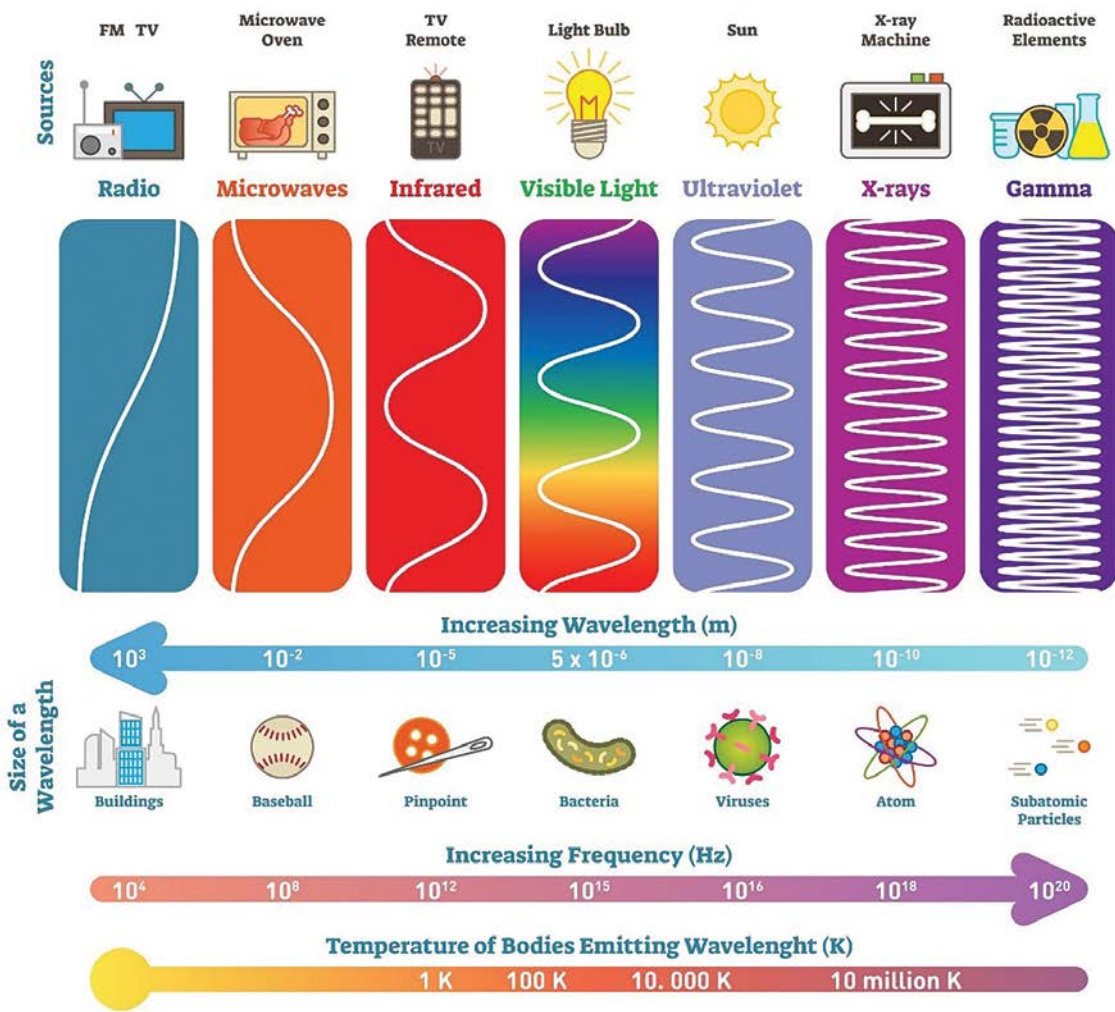 Sources
FM TV
Microwave
Oven
TV
Remote
Light Bulb
Sun
X-ray
Machine
Radioactive
Elements
TV
Radio
Microwaves
Infrared
Visible Light
Ultraviolet
X-rays
Gamma
Increasing Wavelength (m)
10³ 10⁻² 10⁻⁵ 5 x 10⁻⁶ 10⁻⁸ 10⁻¹⁰ 10⁻¹²
Size of a
Wavelength
Buildings
Baseball
Pinpoint
Bacteria
Viruses
Atom
Subatomic
Particles
Increasing Frequency (Hz)
10⁴ 10⁸ 10¹² 10¹⁵ 10¹⁶ 10¹⁸ 10²⁰
Temperature of Bodies Emitting Wavelenght (K)
1 K 100 K 10. 000 K 10 million K